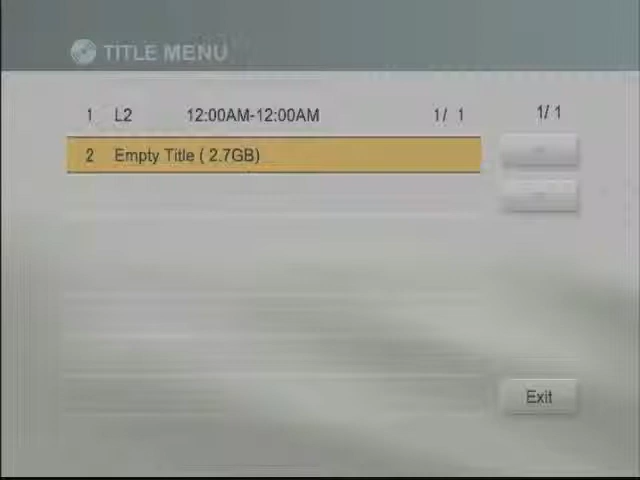 TITLE MENU
1 L2 12:00AM-12:00AM 1/ 1 1/ 1
2 Empty Title ( 2.7GB)
Exit